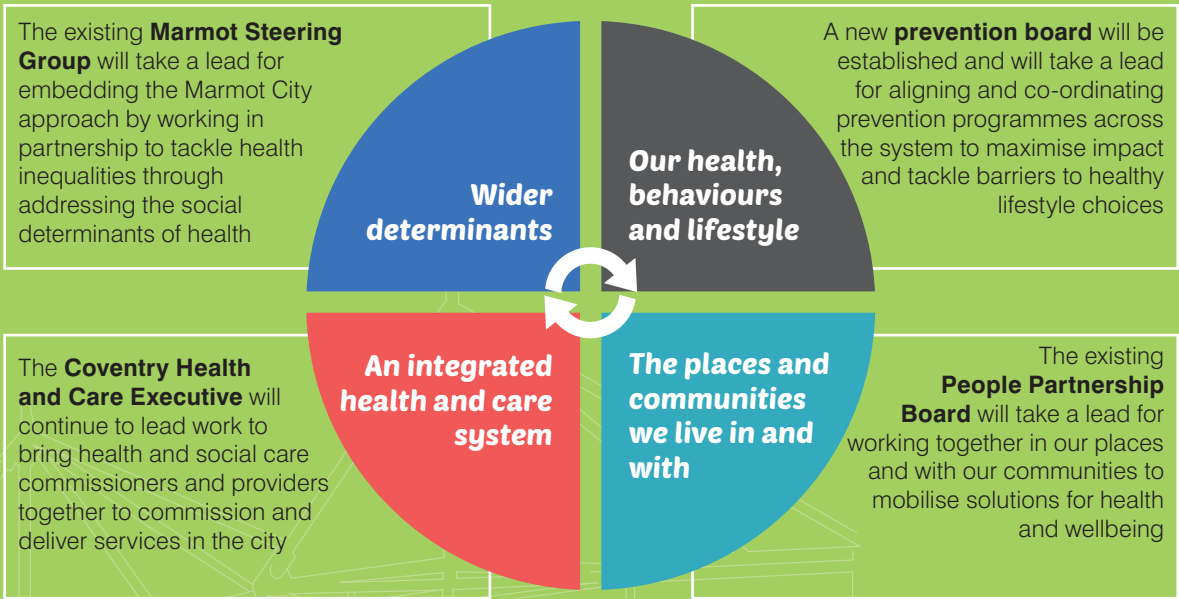 The existing Marmot Steering
Group will take a lead for
embedding the Marmot City
approach by working in
partnership to tackle health
inequalities through
addressing the social
determinants of health
Wider
determinants
Our health,
behaviours
and lifestyle
A new prevention board will be
established and will take a lead
for aligning and co-ordinating
prevention programmes across
the system to maximise impact
and tackle barriers to healthy
lifestyle choices
The Coventry Health
and Care Executive will
continue to lead work to
bring health and social care
commissioners and providers
together to commission and
deliver services in the city
An integrated
health and care
system
The places and
communities
we live in and
with
The existing
People Partnership
Board will take a lead for
working together in our places
and with our communities to
mobilise solutions for health
and wellbeing